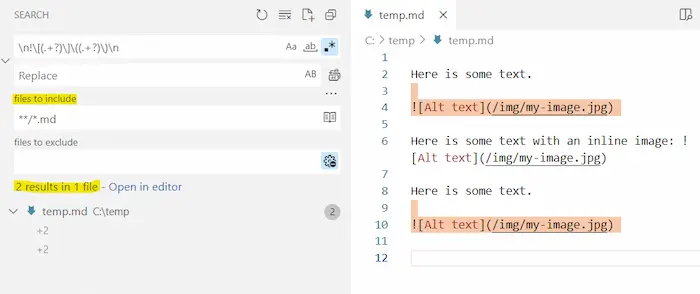 SEARCH
\n!\[(.+?)\]\((.+?)\)\n
Aa ab .*
Replace
AB
files to include
...
**/*.md
files to exclude
2 results in 1 file - Open in editor
temp.md C:\temp
2
+2
+2
temp.md
C: > temp > temp.md
1
2 Here is some text.
3
4 ![Alt text](/img/my-image.jpg)
5
6 Here is some text with an inline image: !
[Alt text](/img/my-image.jpg)
7
8 Here is some text.
9
10 ![Alt text](/img/my-image.jpg)
11
12